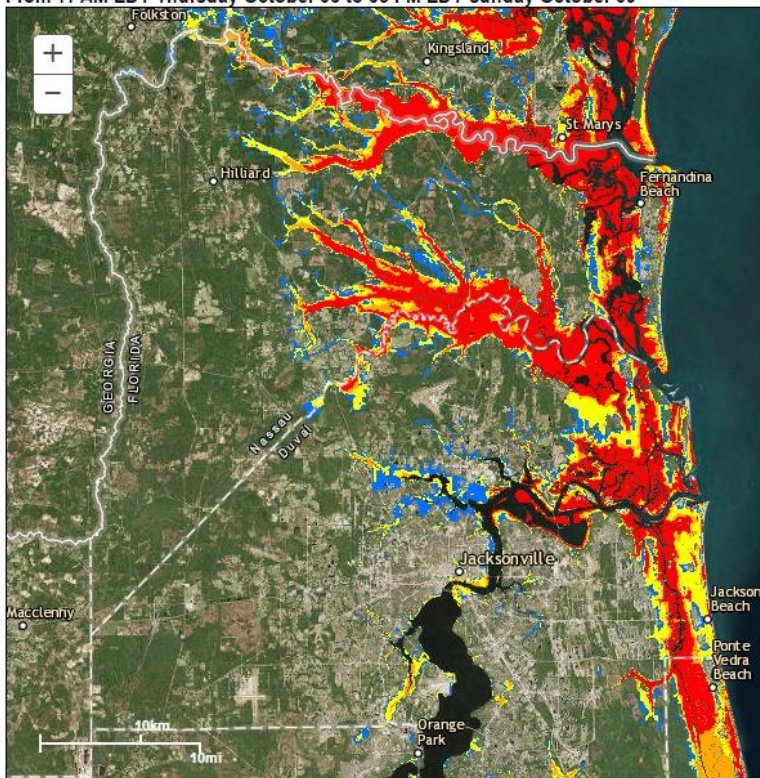 Folkston
+
−
Kingsland
St Marys
Hilliard
Fernandina
Beach
GEORGIA
FLORIDA
Nassau
Duval
Jacksonville
Macclenny
Jackson
Beach
Ponte
Vedra
Beach
10km
10mi
Orange
Park